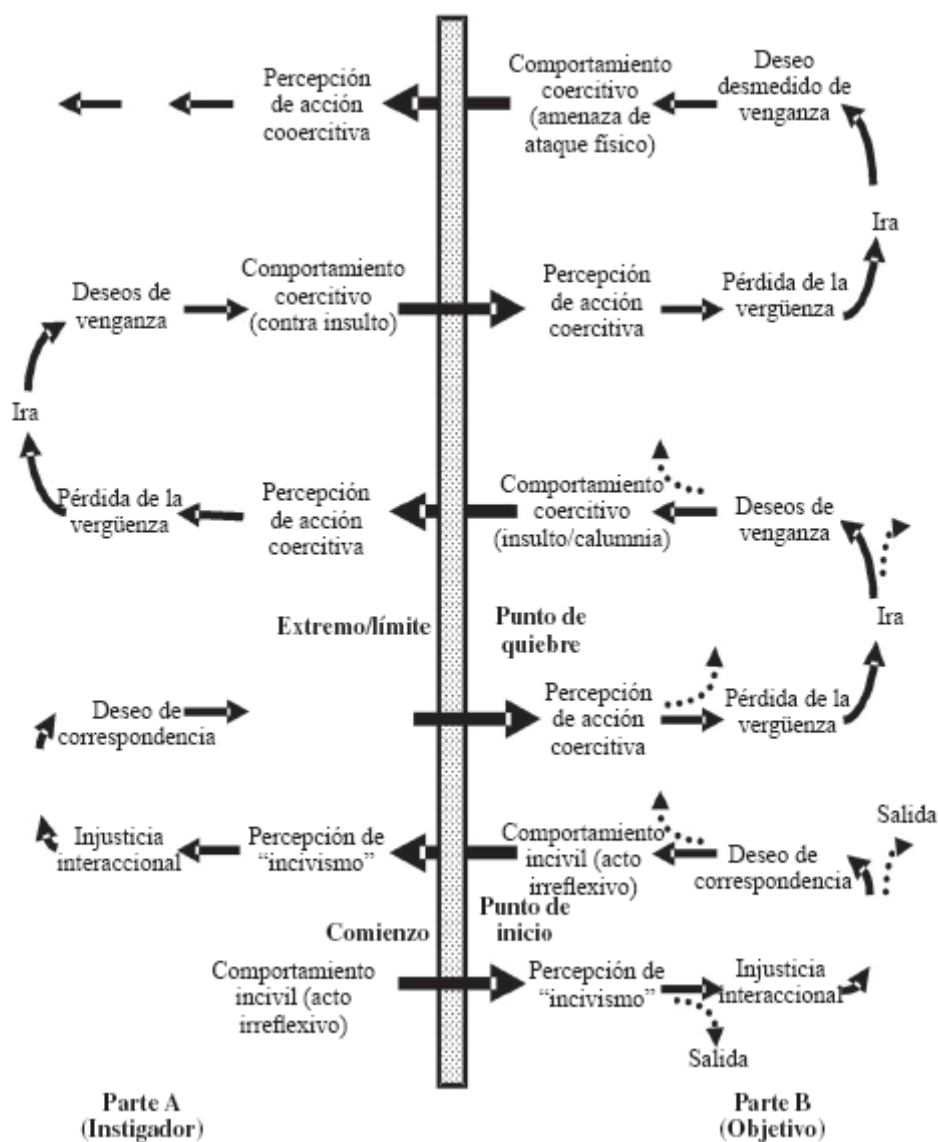 Percepción
de acción
cooercitiva
Comportamiento
coercitivo
(amenaza de
ataque físico)
Deseo
desmedido de
venganza
Ira
Deseos de
venganza
Comportamiento
coercitivo
(contra insulto)
Percepción
de acción
coercitiva
Pérdida de la
vergüenza
Ira
Pérdida de la
vergüenza
Percepción
de acción
coercitiva
Comportamiento
coercitivo
(insulto/calumnia)
Deseos de
venganza
Ira
Extremo/límite
Punto de
quiebre
Deseo de
correspondencia
Percepción
de acción
coercitiva
Pérdida de la
vergüenza
Injusticia
interaccional
Percepción de
“incivismo”
Comportamiento
incivil (acto
irreflexivo)
Deseo de
correspondencia
Salida
Comienzo
Punto de
inicio
Comportamiento
incivil (acto
irreflexivo)
Percepción de
“incivismo”
Injusticia
interaccional
Salida
Parte A
(Instigador)
Parte B
(Objetivo)